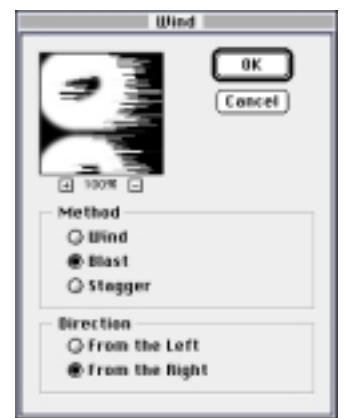 Wind
OK
Cancel
100%
Method
Wind
Blast
Stagger
Direction
From the Left
From the Right